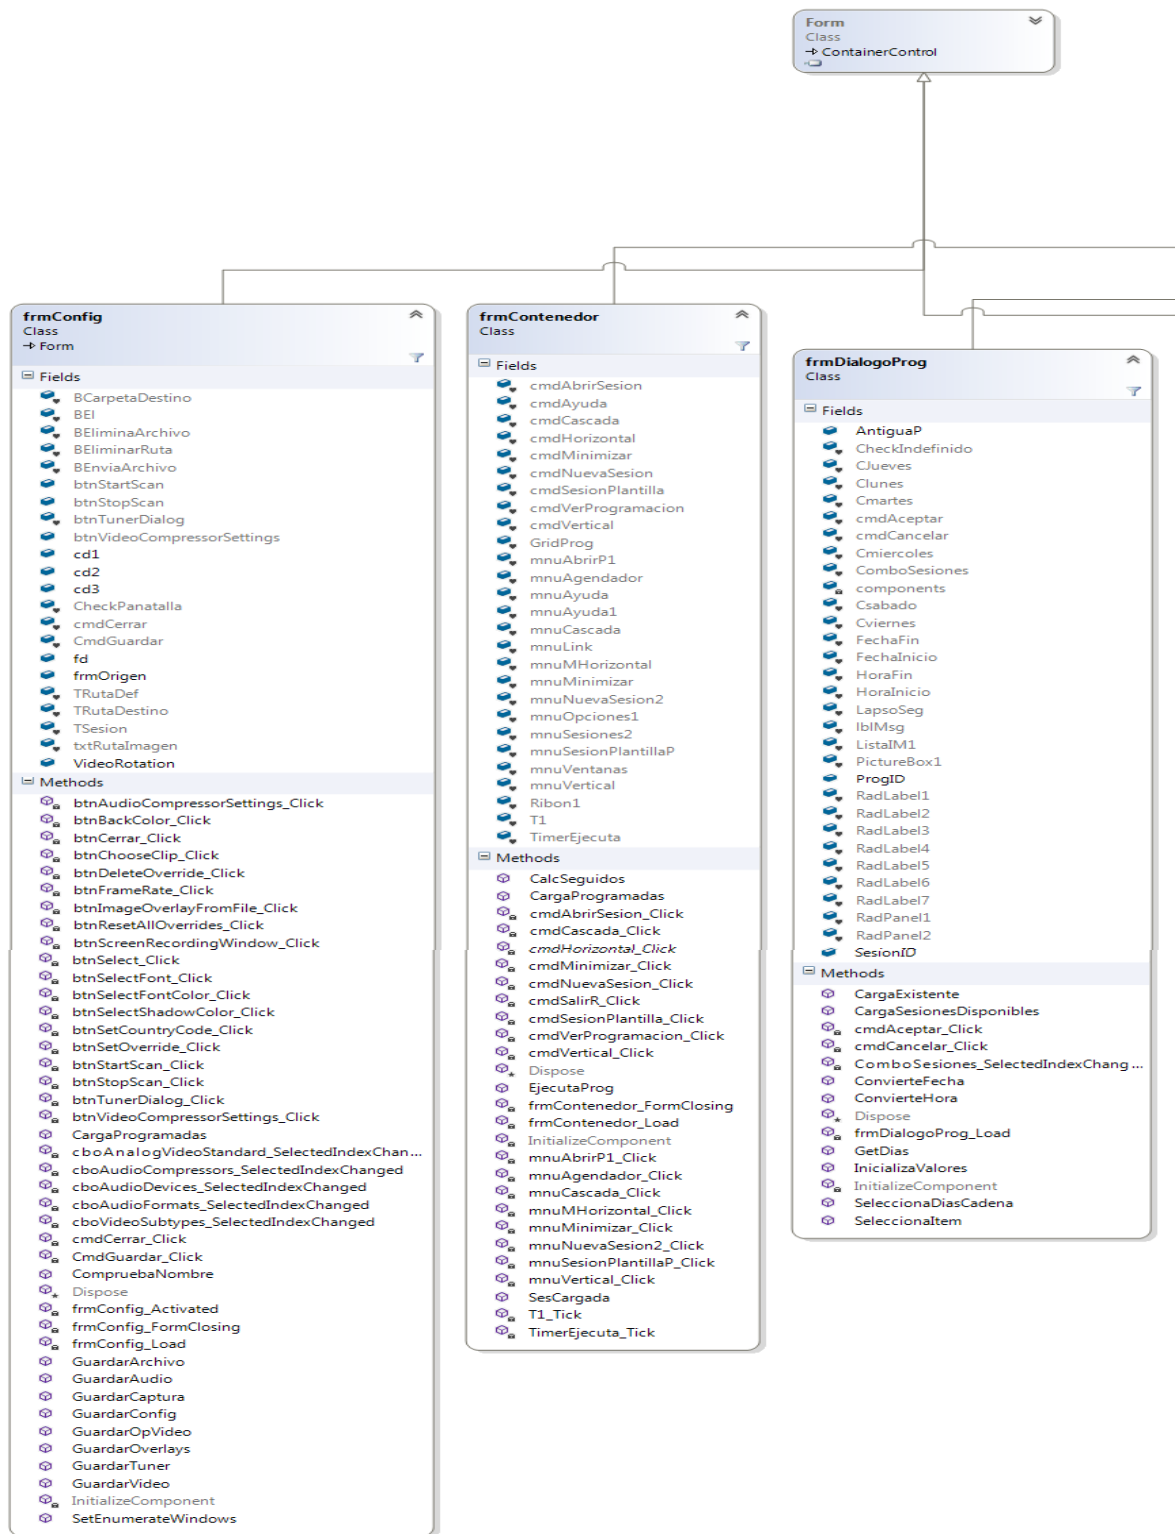 Form
Class
ContainerControl
frmConfig
Class
Form
Fields
BCarpetaDestino
BEl
BEliminaArchivo
BEliminarRuta
BEnviaArchivo
btnStartScan
btnStopScan
btnTunerDialog
btnVideoCompressorSettings
cd1
cd2
cd3
CheckPanatalla
cmdCerrar
CmdGuardar
fd
frmOrigen
TRutaDef
TRutaDestino
TSesion
txtRutaImagen
VideoRotation
Methods
btnAudioCompressorSettings_Click
btnBackColor_Click
btnCerrar_Click
btnChooseClip_Click
btnDeleteOverride_Click
btnFrameRate_Click
btnImageOverlayFromFile_Click
btnResetAllOverrides_Click
btnScreenRecordingWindow_Click
btnSelect_Click
btnSelectFont_Click
btnSelectFontColor_Click
btnSelectShadowColor_Click
btnSetCountryCode_Click
btnSetOverride_Click
btnStartScan_Click
btnStopScan_Click
btnTunerDialog_Click
btnVideoCompressorSettings_Click
CargaProgramadas
cboAnalogVideoStandard_SelectedIndexChan...
cboAudioCompressors_SelectedIndexChanged
cboAudioDevices_SelectedIndexChanged
cboAudioFormats_SelectedIndexChanged
cboVideoSubtypes_SelectedIndexChanged
cmdCerrar_Click
CmdGuardar_Click
CompruebaNombre
Dispose
frmConfig_Activated
frmConfig_FormClosing
frmConfig_Load
GuardarArchivo
GuardarAudio
GuardarCaptura
GuardarConfig
GuardarOpVideo
GuardarOverlays
GuardarTuner
GuardarVideo
InitializeComponent
SetEnumerateWindows
frmContenedor
Class
Fields
cmdAbrirSesion
cmdAyuda
cmdCascada
cmdHorizontal
cmdMinimizar
cmdNuevaSesion
cmdSesionPlantilla
cmdVerProgramacion
cmdVertical
GridProg
mnuAbrirP1
mnuAgendador
mnuAyuda
mnuAyuda1
mnuCascada
mnuLink
mnuMHorizontal
mnuMinimizar
mnuNuevaSesion2
mnuOpciones1
mnuSesiones2
mnuSesionPlantillaP
mnuVentanas
mnuVertical
Ribon1
T1
TimerEjecuta
Methods
CalcSeguidos
CargaProgramadas
cmdAbrirSesion_Click
cmdCascada_Click
cmdHorizontal_Click
cmdMinimizar_Click
cmdNuevaSesion_Click
cmdSalirR_Click
cmdSesionPlantilla_Click
cmdVerProgramacion_Click
cmdVertical_Click
Dispose
EjecutaProg
frmContenedor_FormClosing
frmContenedor_Load
InitializeComponent
mnuAbrirP1_Click
mnuAgendador_Click
mnuCascada_Click
mnuMHorizontal_Click
mnuMinimizar_Click
mnuNuevaSesion2_Click
mnuSesionPlantillaP_Click
mnuVertical_Click
SesCargada
T1_Tick
TimerEjecuta_Tick
frmDialogoProg
Class
Fields
AntiguaP
CheckIndefinido
CJueves
Clunes
Cmartes
cmdAceptar
cmdCancelar
Cmiercoles
ComboSesiones
components
Csabado
Cviernes
FechaFin
FechaInicio
HoraFin
HoraInicio
LapsoSeg
lblMsg
ListaIM1
PictureBox1
ProgID
RadLabel1
RadLabel2
RadLabel3
RadLabel4
RadLabel5
RadLabel6
RadLabel7
RadPanel1
RadPanel2
SesionID
Methods
CargaExistente
CargaSesionesDisponibles
cmdAceptar_Click
cmdCancelar_Click
ComboSesiones_SelectedIndexChang...
ConvierteFecha
ConvierteHora
Dispose
frmDialogoProg_Load
GetDias
InicializaValores
InitializeComponent
SeleccionaDiasCadena
SeleccionaItem